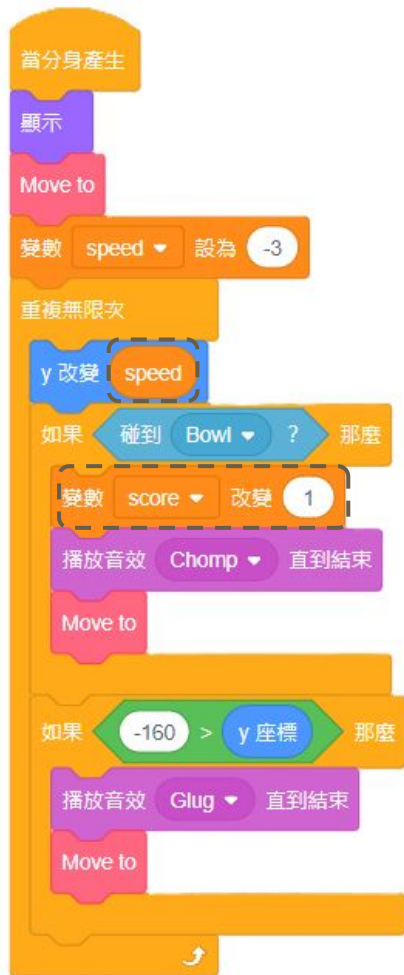 當分身產生
顯示
Move to
變數 speed 設為 -3
重複無限次
y 改變 speed
如果 碰到 Bowl ? 那麼
變數 score 改變 1
播放音效 Chomp 直到結束
Move to
如果 -160 > y 座標 那麼
播放音效 Glug 直到結束
Move to